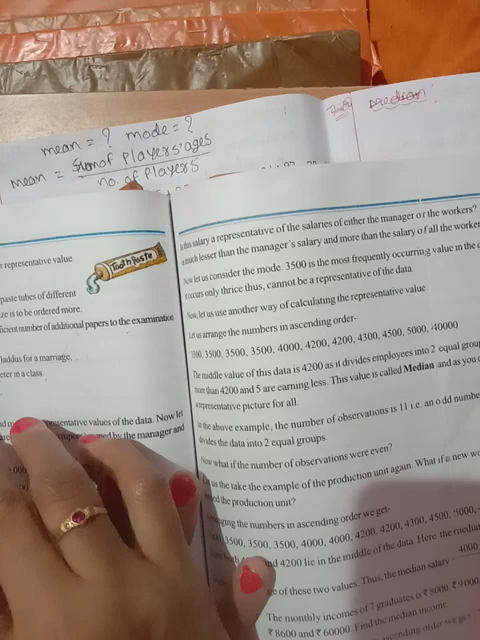 mean = ? mode = ?
mean = Sum of Players' ages
no. of Players
representative value
Tooth Paste
paste tubes of different
ze is to be ordered more.
ficient number of additional papers to the examination
laddus for a marriage,
eter in a class.
representative values of the data. Now let
by the manager and
Is this salary a representative of the salaries of either the manager or the workers?
is much lesser than the manager's salary and more than the salary of all the worker
Now let us consider the mode. 3500 is the most frequently occurring value in the
it occurs only thrice thus, cannot be a representative of the data.
Now, let us use another way of calculating the representative value.
Let us arrange the numbers in ascending order-
3500, 3500, 3500, 4000, 4200, 4200, 4300, 4500, 5000, 40000
The middle value of this data is 4200 as it divides employees into 2 equal group
more than 4200 and 5 are earning less. This value is called Median and as you
a representative picture for all.
In the above example, the number of observations is 11 i.e. an odd numbe
divides the data into 2 equal groups.
Now what if the number of observations were even?
Let us the take the example of the production unit again. What if a new wo
the production unit?
the numbers in ascending order we get-
3500, 3500, 3500, 4000, 4000, 4200, 4200, 4300, 4500,
and 4200 lie in the middle of the data. Here the median
of these two values. Thus, the median salary = 4000
The monthly incomes of 7 graduates is ₹ 8000, ₹ 9000
₹ 8600 and ₹ 60000. Find the median income.
ascending order we get